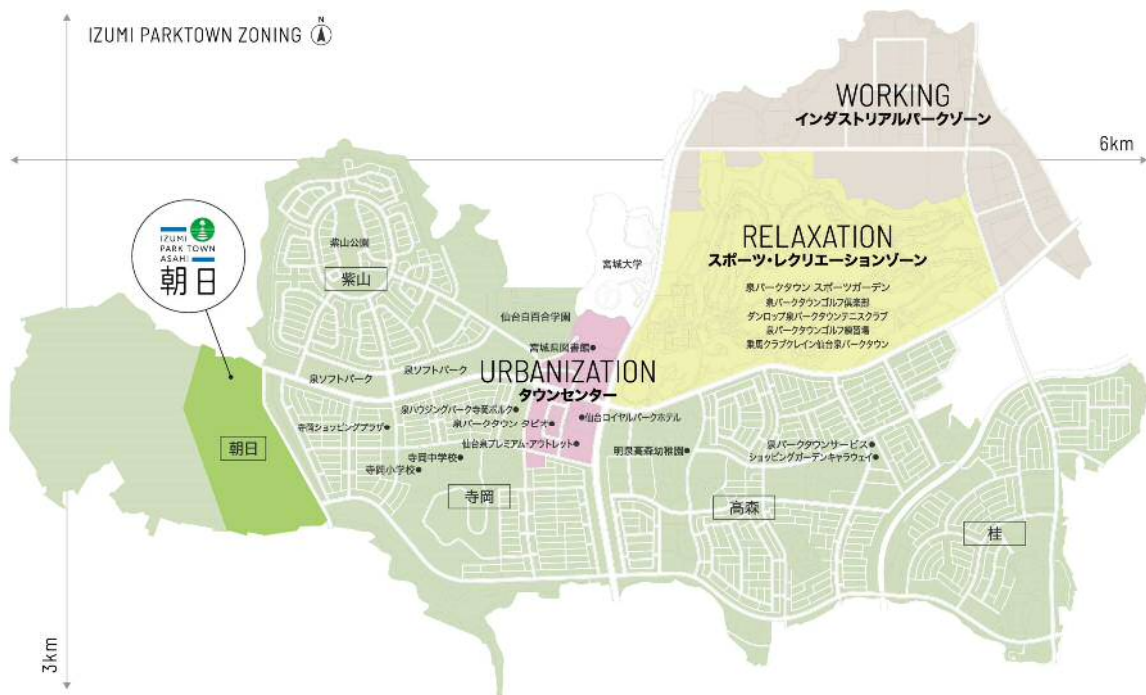 IZUMI PARKTOWN ZONING
N
6km
3km
WORKING
インダストリアルパークゾーン
RELAXATION
スポーツ・レクリエーションゾーン
泉パークタウン スポーツガーデン
泉パークタウンゴルフ倶楽部
ダンロップ泉パークタウンテニスクラブ
泉パークタウンゴルフ練習場
乗馬クラブクレイン仙台泉パークタウン
IZUMI
PARK TOWN
ASAHI
朝日
紫山公園
紫山
宮城大学
仙台白百合学園
宮城県図書館
URBANIZATION
タウンセンター
泉ソフトパーク
泉ソフトパーク
泉ハウジングパーク寺岡ボルク
泉パークタウン タピオ
仙台ロイヤルパークホテル
寺岡ショッピングプラザ
仙台泉プレミアム・アウトレット
寺岡中学校
寺岡小学校
明泉高森幼稚園
泉パークタウンサービス
ショッピングガーデンキャラウェイ
朝日
寺岡
高森
桂